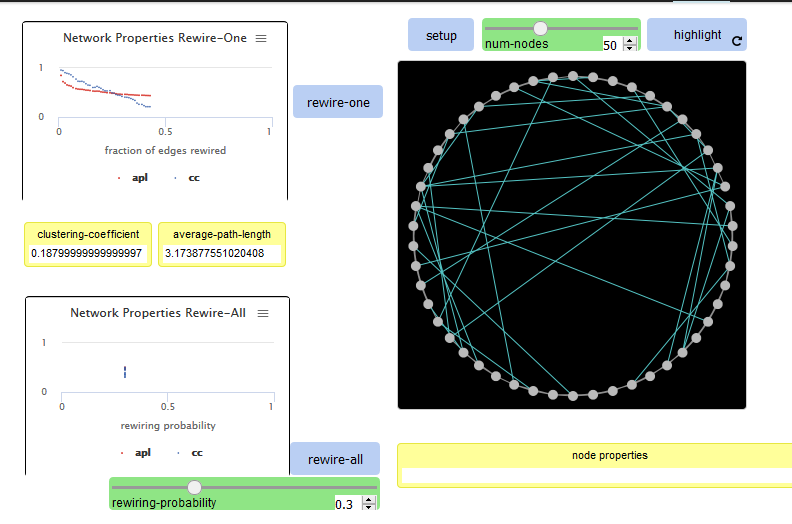 setup
num-nodes
50
highlight
Network Properties Rewire-One
1
0
0
0.5
1
fraction of edges rewired
apl cc
rewire-one
clustering-coefficient
0.18799999999999997
average-path-length
3.173877551020408
Network Properties Rewire-All
1
0
0
0.5
1
rewiring probability
apl cc
rewire-all
rewiring-probability
0.3
node properties